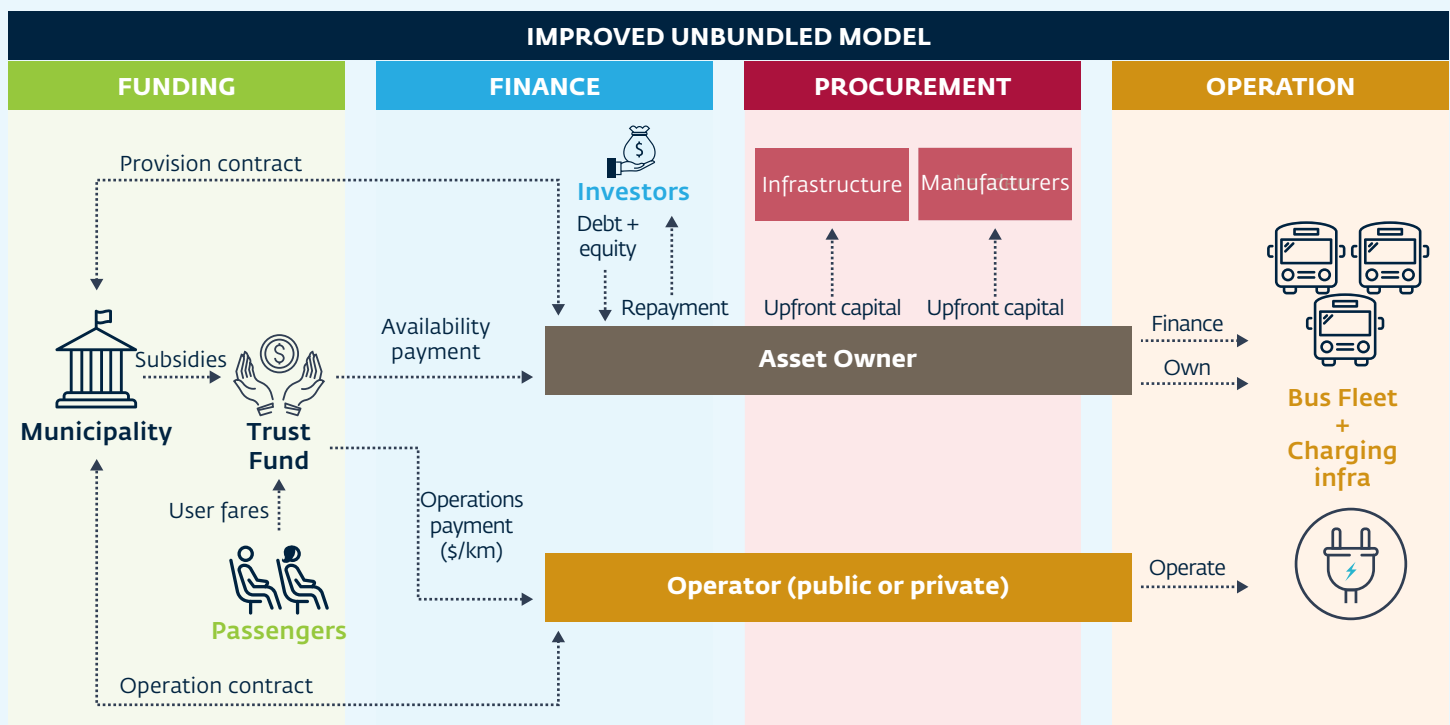 IMPROVED UNBUNDLED MODEL
FUNDING
FINANCE
PROCUREMENT
OPERATION
Provision contract
$
Investors
Debt +
equity
Repayment
Infrastructure
Manufacturers
Upfront capital
Upfront capital
Availability
payment
Asset Owner
Finance
Own
Subsidies
$
Municipality
Trust
Fund
Bus Fleet
+
Charging
infra
User fares
Operations
payment
($/km)
Passengers
Operator (public or private)
Operate
Operation contract